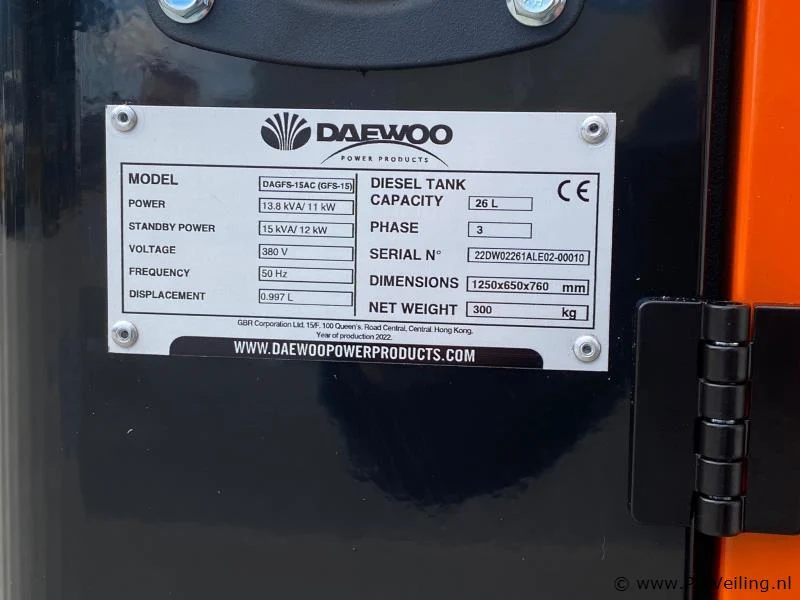 DAEWOO
POWER PRODUCTS
MODEL DAGFS-15AC (GFS-15)
POWER 13.8 kVA/ 11 kW
STANDBY POWER 15 kVA/ 12 kW
VOLTAGE 380 V
FREQUENCY 50 Hz
DISPLACEMENT 0.997 L
DIESEL TANK
CAPACITY 26 L
CE
PHASE 3
SERIAL N° 22DW02261ALE02-00010
DIMENSIONS 1250x650x760 mm
NET WEIGHT 300 kg
GBR Corporation Ltd. 15/F. 100 Queen's. Road Central, Central. Hong Kong.
Year of production 2022.
WWW.DAEWOOPOWERPRODUCTS.COM
© www. Veiling.nl